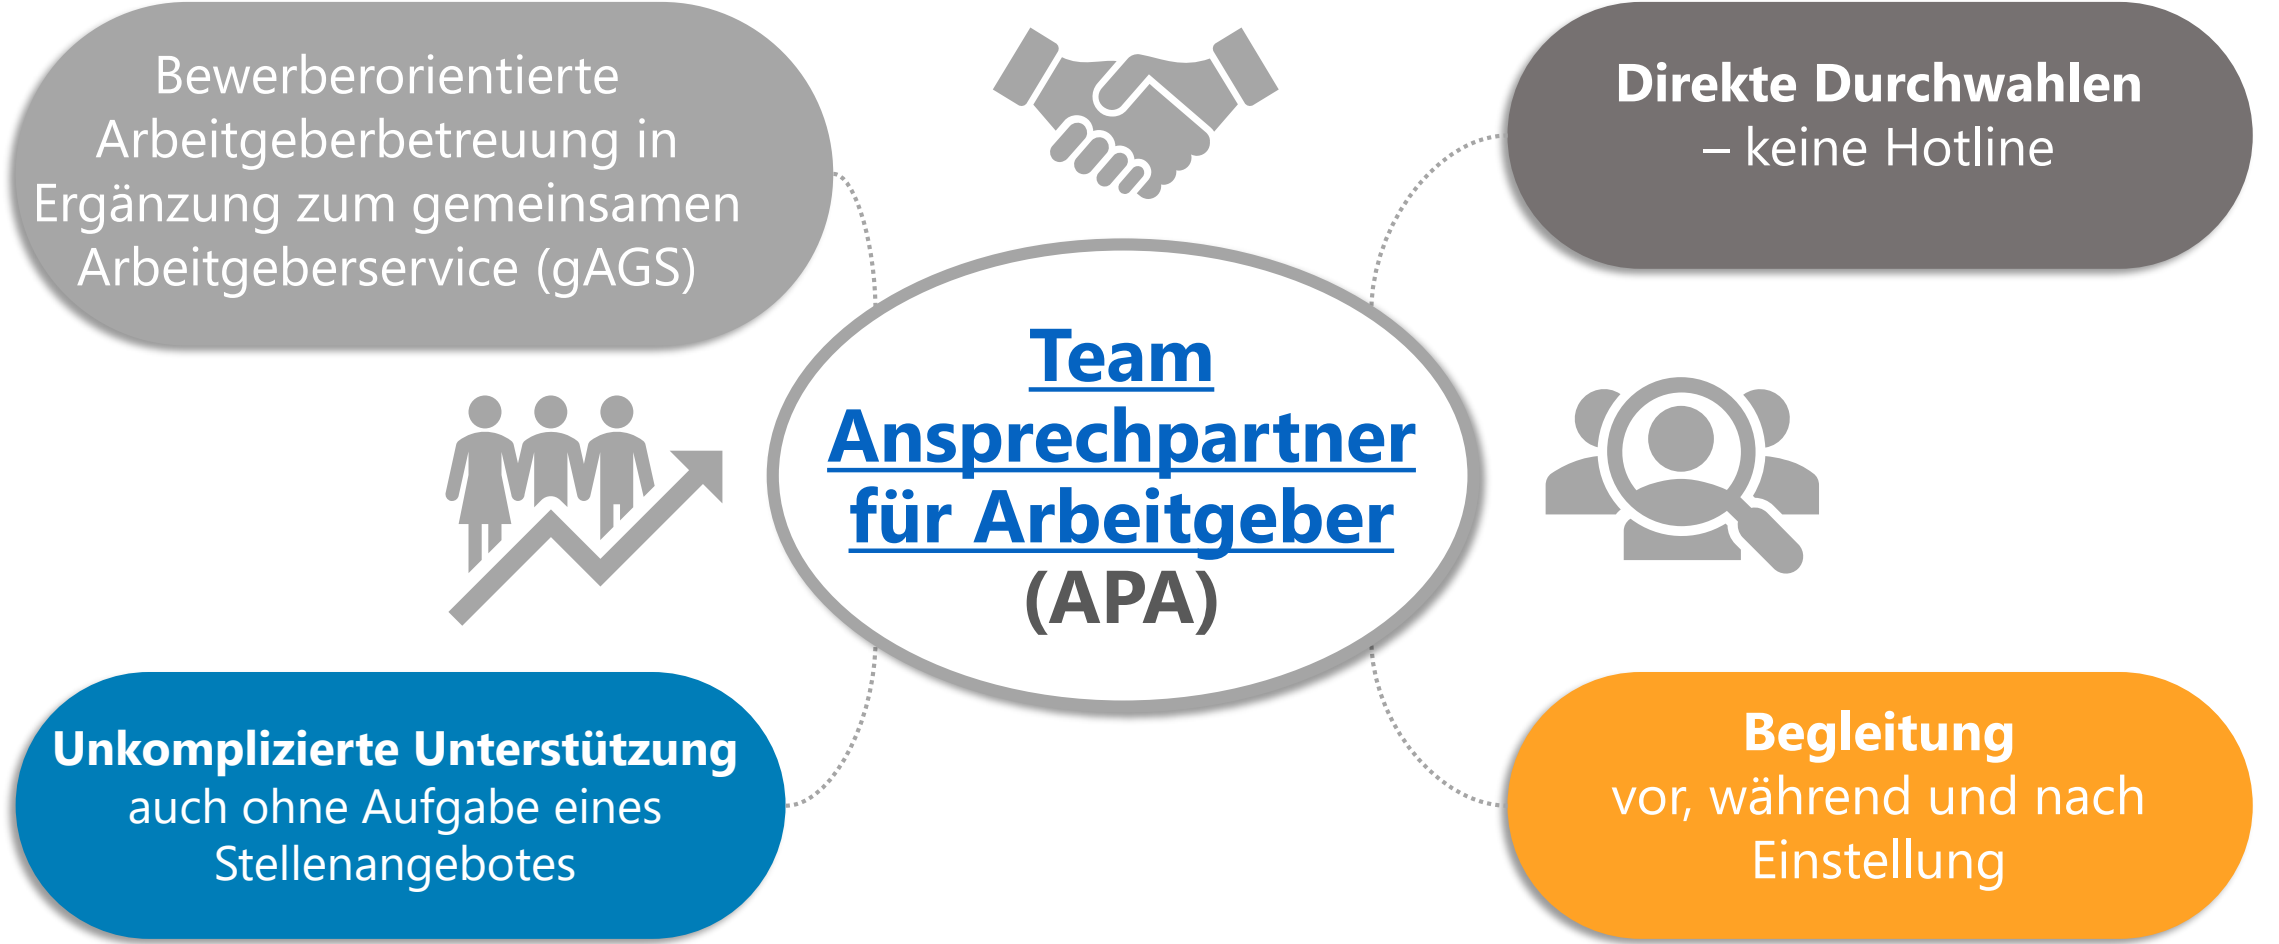 Bewerberorientierte
Arbeitgeberbetreuung in
Ergänzung zum gemeinsamen
Arbeitgeberservice (gAGS)
Direkte Durchwahlen
– keine Hotline
Team
Ansprechpartner
für Arbeitgeber
(APA)
Unkomplizierte Unterstützung
auch ohne Aufgabe eines
Stellenangebotes
Begleitung
vor, während und nach
Einstellung